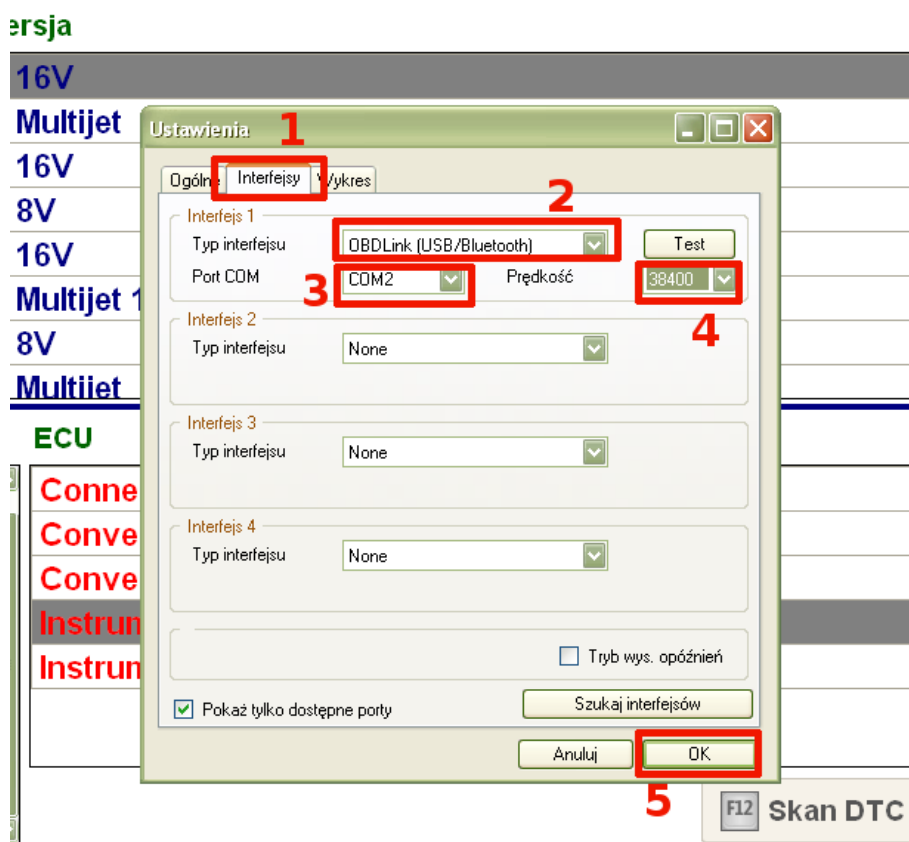 ersja
16V
Multijet
16V
8V
16V
Multijet 1
8V
Multijet
ECU
Conne
Conve
Conve
Instrun
Instrun
Ustawienia
1
Ogólne Interfejsy Wykres
2
Interfejs 1
Typ interfejsu OBDLink (USB/Bluetooth) Test
Port COM 3 COM2 Prędkość 38400
4
Interfejs 2
Typ interfejsu None
Interfejs 3
Typ interfejsu None
Interfejs 4
Typ interfejsu None
Tryb wys. opóźnień
Pokaż tylko dostępne porty Szukaj interfejsów
Anuluj OK
5
F12 Skan DTC